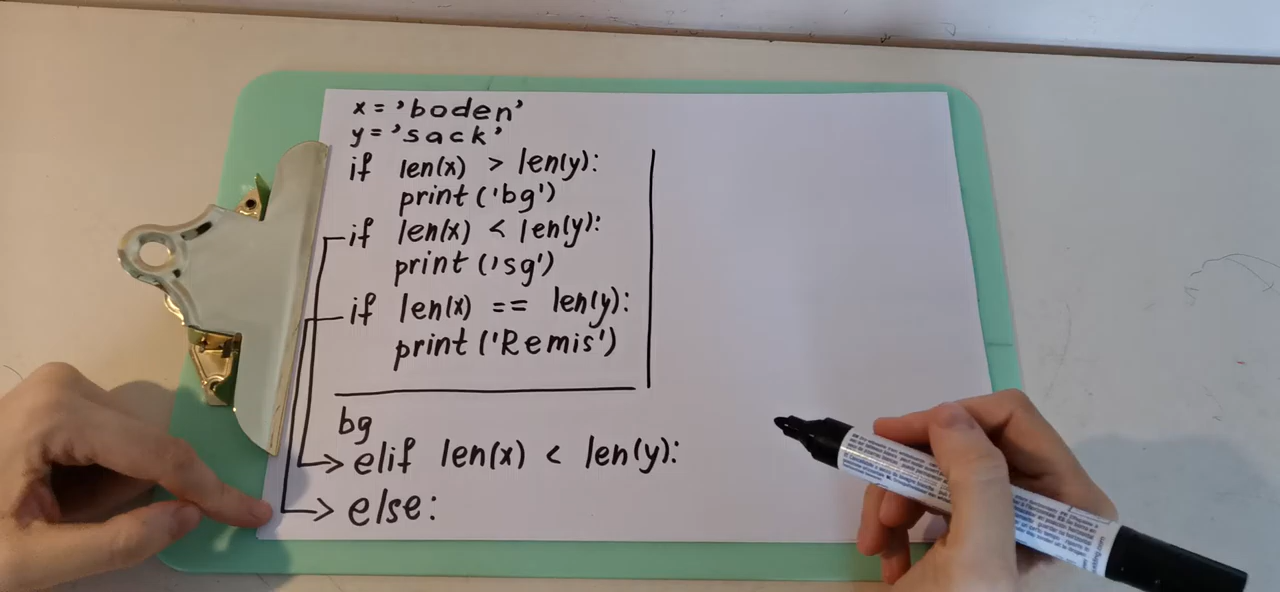 x = 'boden'
y = 'sack'
if len(x) > len(y):
print ('bg')
if len(x) < len(y):
print ('sg')
if len(x) == len(y):
print ('Remis')
bg
elif len(x) < len(y):
else: